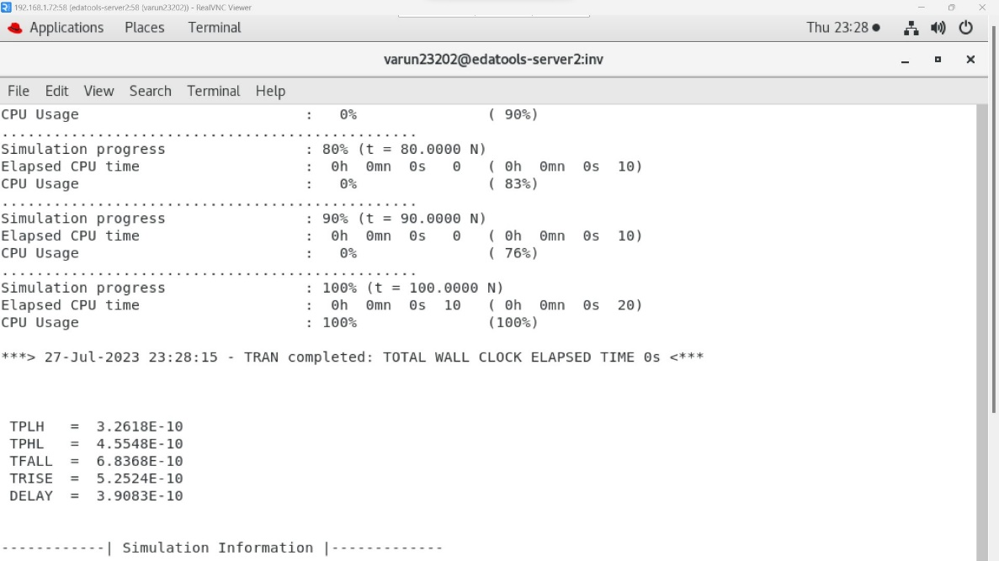 192.168.1.72:58 (edatools-server2:58 (varun23202)) - RealVNC Viewer
Applications Places Terminal Thu 23:28
varun23202@edatools-server2:inv
File Edit View Search Terminal Help
CPU Usage : 0% ( 90%)
................................................
Simulation progress : 80% (t = 80.0000 N)
Elapsed CPU time : 0h 0mn 0s 0 ( 0h 0mn 0s 10)
CPU Usage : 0% ( 83%)
................................................
Simulation progress : 90% (t = 90.0000 N)
Elapsed CPU time : 0h 0mn 0s 0 ( 0h 0mn 0s 10)
CPU Usage : 0% ( 76%)
................................................
Simulation progress : 100% (t = 100.0000 N)
Elapsed CPU time : 0h 0mn 0s 10 ( 0h 0mn 0s 20)
CPU Usage : 100% (100%)
***> 27-Jul-2023 23:28:15 - TRAN completed: TOTAL WALL CLOCK ELAPSED TIME 0s <***
TPLH = 3.2618E-10
TPHL = 4.5548E-10
TFALL = 6.8368E-10
TRISE = 5.2524E-10
DELAY = 3.9083E-10
------------| Simulation Information |-------------